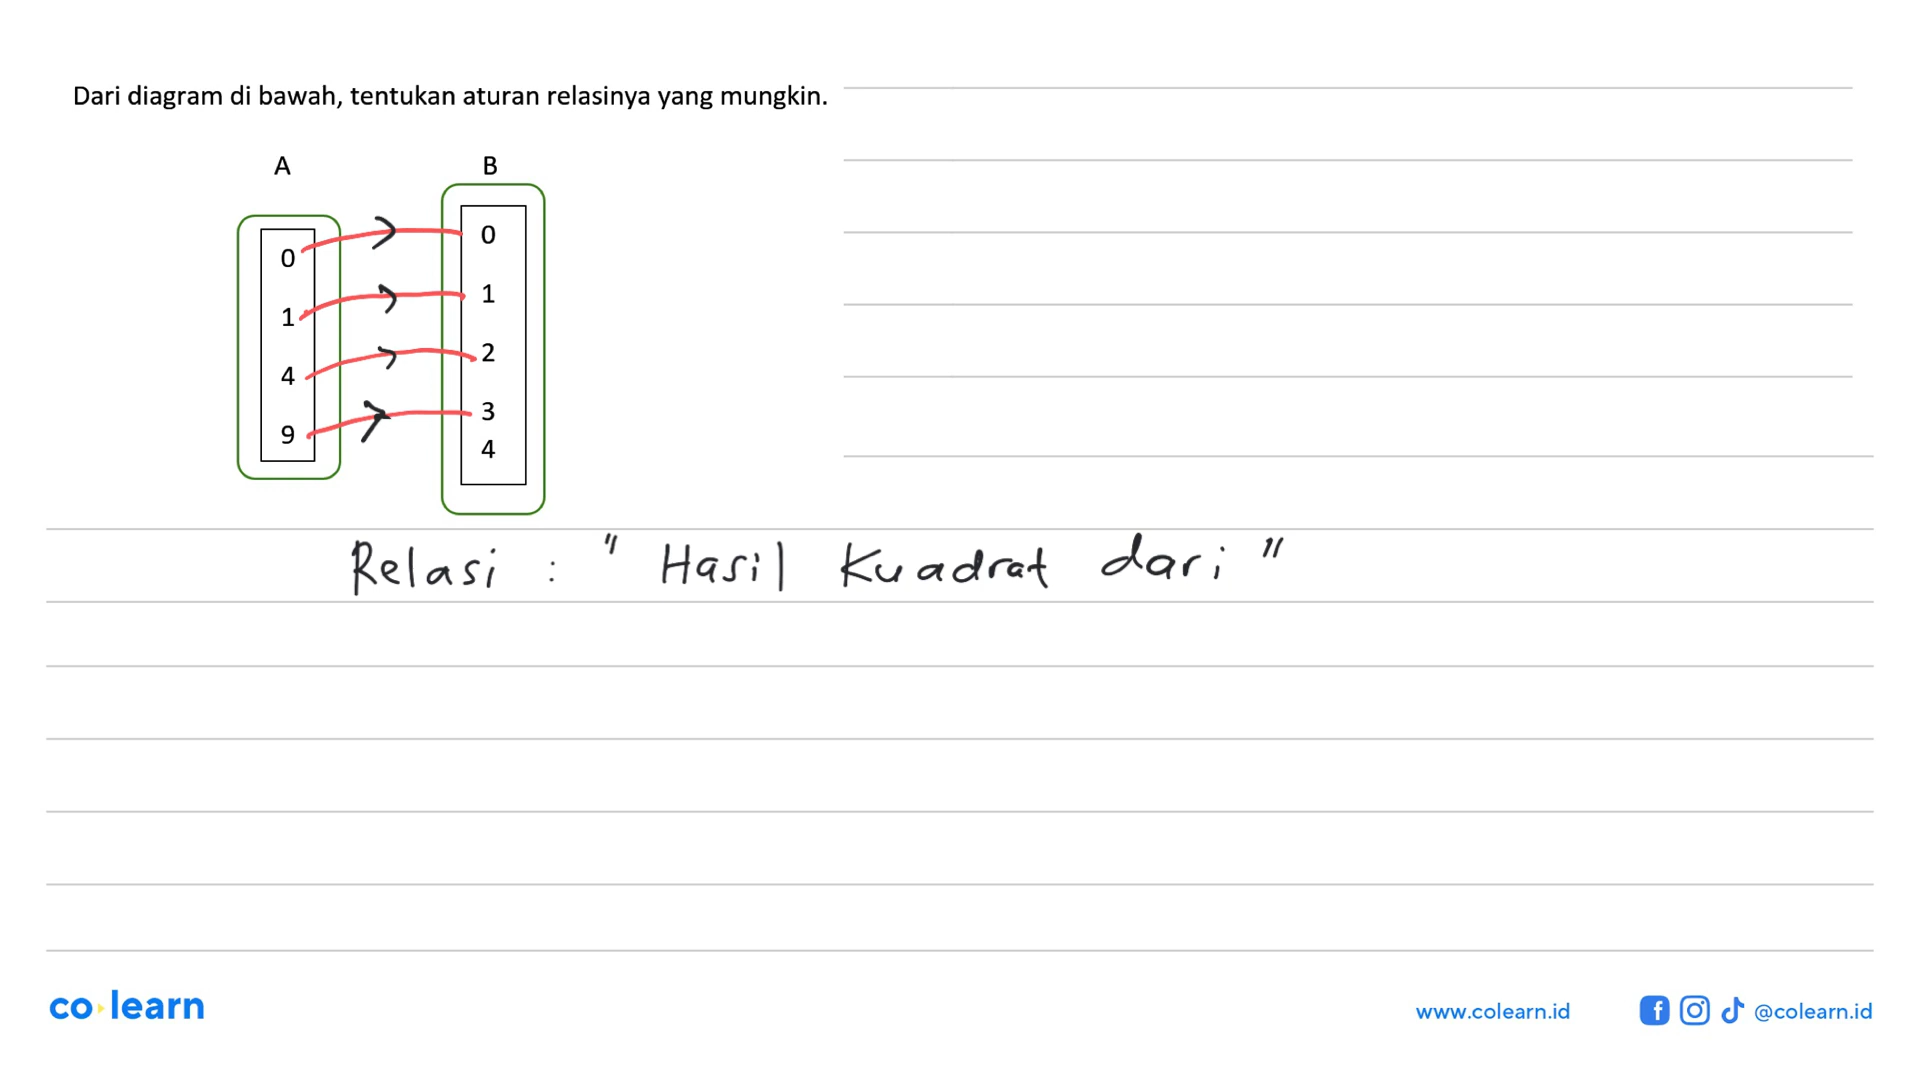 Dari diagram di bawah, tentukan aturan relasinya yang mungkin.
A B
0
1
4
9
0
1
2
3
4
Relasi : " Hasil Kuadrat dari "
co learn
www.colearn.id
@colearn.id